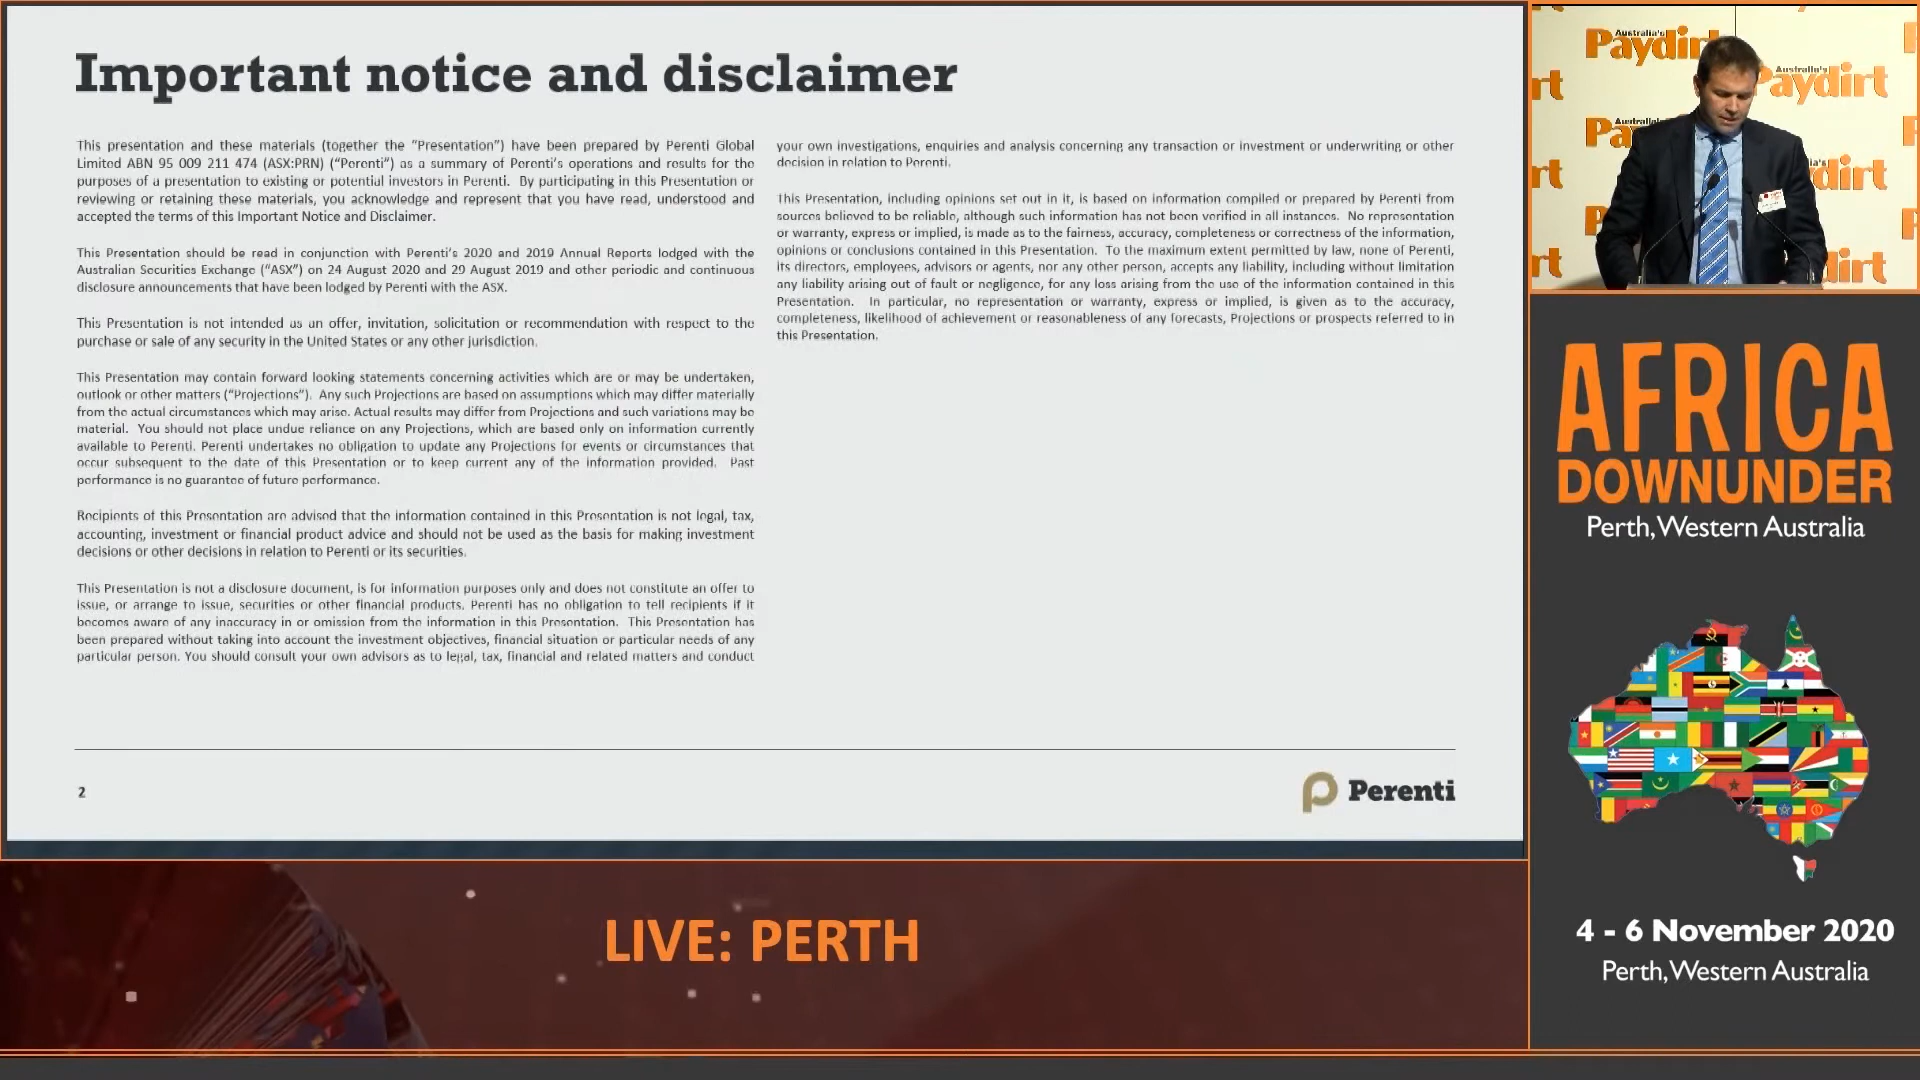 Important notice and disclaimer
This presentation and these materials (together the “Presentation”) have been prepared by Perenti Global
Limited ABN 95 009 211 474 (ASX:PRN) (“Perenti”) as a summary of Perenti’s operations and results for the
purposes of a presentation to existing or potential investors in Perenti. By participating in this Presentation or
reviewing or retaining these materials, you acknowledge and represent that you have read, understood and
accepted the terms of this Important Notice and Disclaimer.
This Presentation should be read in conjunction with Perenti’s 2020 and 2019 Annual Reports lodged with the
Australian Securities Exchange (“ASX”) on 24 August 2020 and 29 August 2019 and other periodic and continuous
disclosure announcements that have been lodged by Perenti with the ASX.
This Presentation is not intended as an offer, invitation, solicitation or recommendation with respect to the
purchase or sale of any security in the United States or any other jurisdiction.
This Presentation may contain forward looking statements concerning activities which are or may be undertaken,
outlook or other matters (“Projections”). Any such Projections are based on assumptions which may differ materially
from the actual circumstances which may arise. Actual results may differ from Projections and such variations may be
material. You should not place undue reliance on any Projections, which are based only on information currently
available to Perenti. Perenti undertakes no obligation to update any Projections for events or circumstances that
occur subsequent to the date of this Presentation or to keep current any of the information provided. Past
performance is no guarantee of future performance.
Recipients of this Presentation are advised that the information contained in this Presentation is not legal, tax,
accounting, investment or financial product advice and should not be used as the basis for making investment
decisions or other decisions in relation to Perenti or its securities.
This Presentation is not a disclosure document, is for information purposes only and does not constitute an offer to
issue, or arrange to issue, securities or other financial products. Perenti has no obligation to tell recipients if it
becomes aware of any inaccuracy in or omission from the information in this Presentation. This Presentation has
been prepared without taking into account the investment objectives, financial situation or particular needs of any
particular person. You should consult your own advisors as to legal, tax, financial and related matters and conduct
your own investigations, enquiries and analysis concerning any transaction or investment or underwriting or other
decision in relation to Perenti.
This Presentation, including opinions set out in it, is based on information compiled or prepared by Perenti from
sources believed to be reliable, although such information has not been verified in all instances. No representation
or warranty, express or implied, is made as to the fairness, accuracy, completeness or correctness of the information,
opinions or conclusions contained in this Presentation. To the maximum extent permitted by law, none of Perenti,
its directors, employees, advisors or agents, nor any other person, accepts any liability, including without limitation
any liability arising out of fault or negligence, for any loss arising from the use of the information contained in this
Presentation. In particular, no representation or warranty, express or implied, is given as to the accuracy,
completeness, likelihood of achievement or reasonableness of any forecasts, Projections or prospects referred to in
this Presentation.
2
Perenti
LIVE: PERTH
Australia's
Paydirt
Australia's
Paydirt
AFRICA
DOWNUNDER
Perth, Western Australia
4 - 6 November 2020
Perth, Western Australia